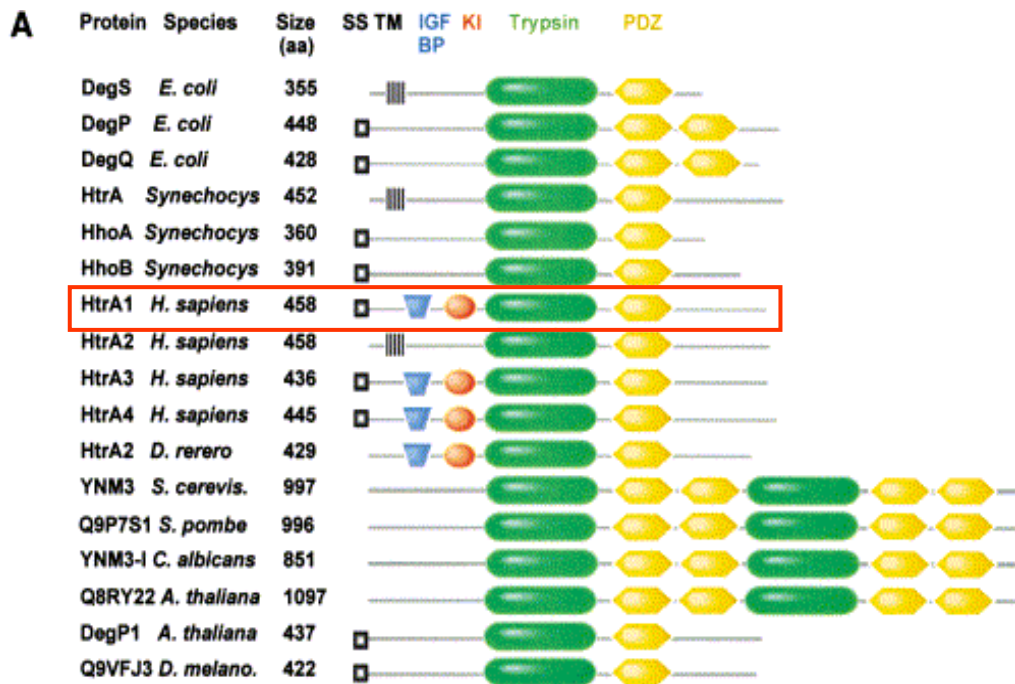 A
Protein Species Size (aa) SS TM IGF BP KI Trypsin PDZ
DegS E. coli 355
DegP E. coli 448
DegQ E. coli 428
HtrA Synechocys 452
HhoA Synechocys 360
HhoB Synechocys 391
HtrA1 H. sapiens 458
HtrA2 H. sapiens 458
HtrA3 H. sapiens 436
HtrA4 H. sapiens 445
HtrA2 D. rerero 429
YNM3 S. cerevis. 997
Q9P7S1 S. pombe 996
YNM3-I C. albicans 851
Q8RY22 A. thaliana 1097
DegP1 A. thaliana 437
Q9VFJ3 D. melano. 422